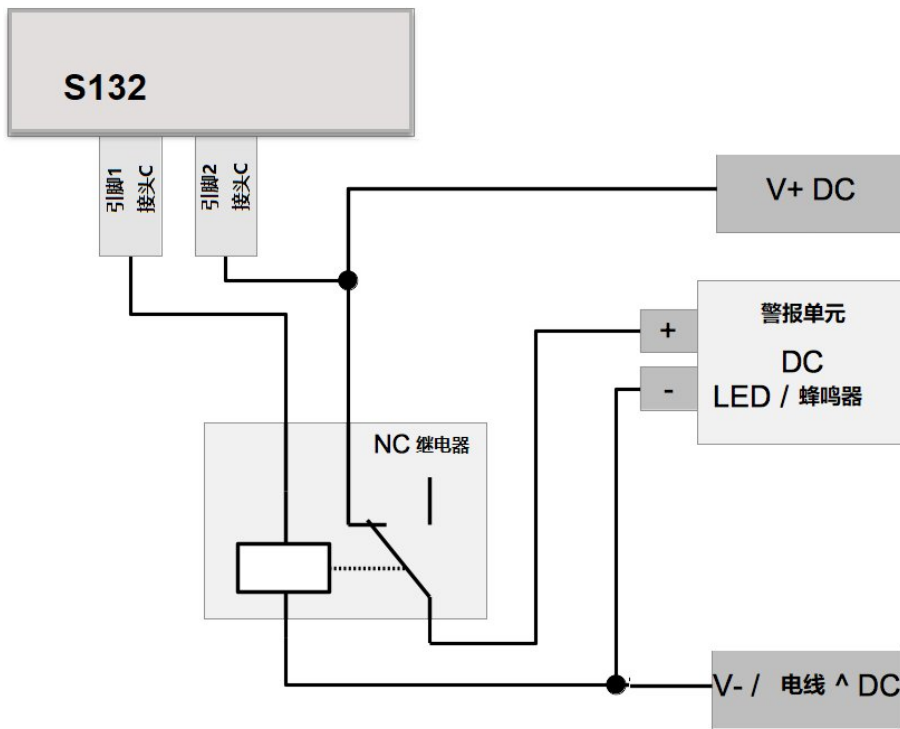 S132
引脚1
接头C
引脚2
接头C
V+ DC
+
-
警报单元
DC
LED / 蜂鸣器
NC 继电器
V- / 电线 ^ DC